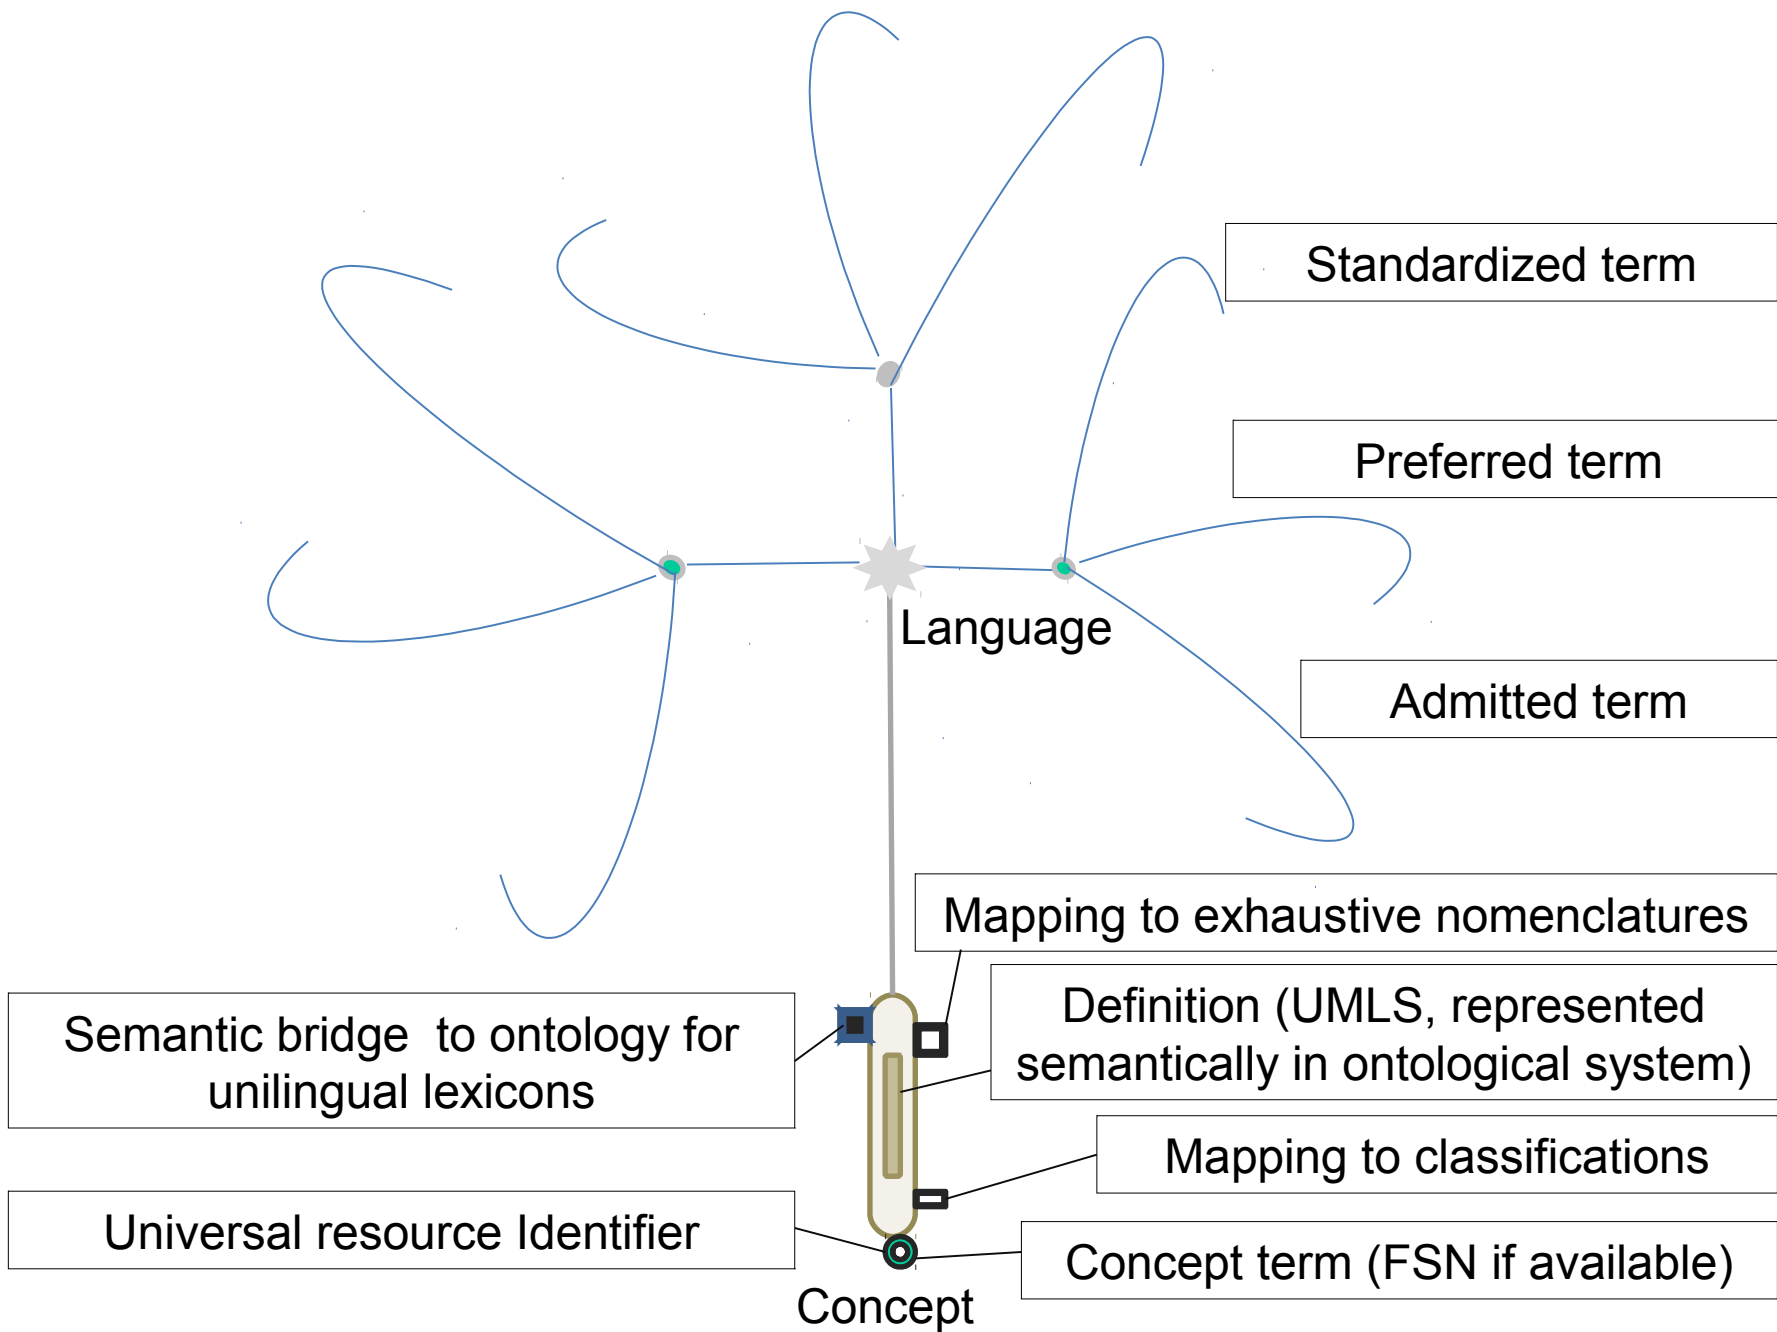 Standardized term
Preferred term
Language
Admitted term
Mapping to exhaustive nomenclatures
Definition (UMLS, represented
semantically in ontological system)
Semantic bridge  to ontology for
unilingual lexicons
Mapping to classifications
Universal resource Identifier
Concept term (FSN if available)
Concept